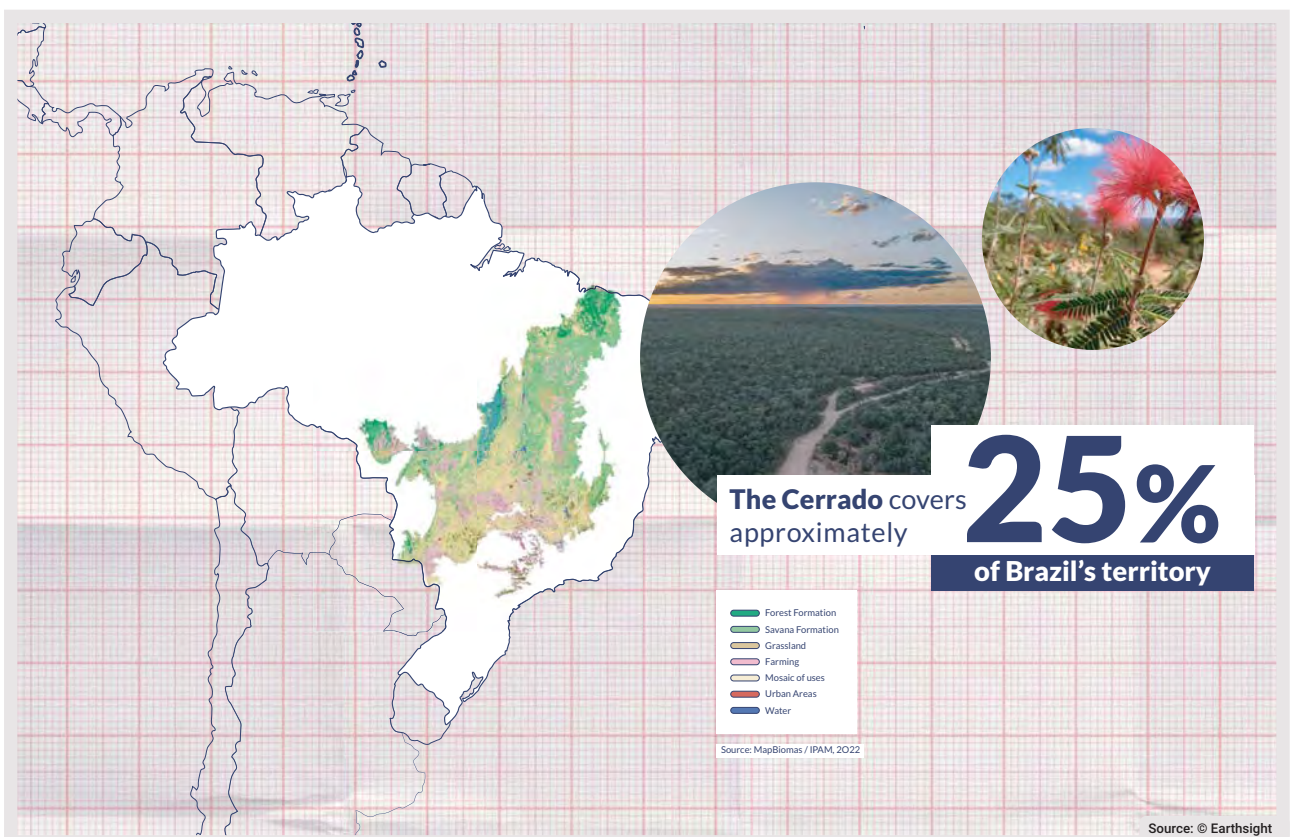 The Cerrado covers
approximately
25%
of Brazil's territory
Forest Formation
Savana Formation
Grassland
Farming
Mosaic of uses
Urban Areas
Water
Source: MapBiomas / IPAM, 2022
Source: © Earthsight